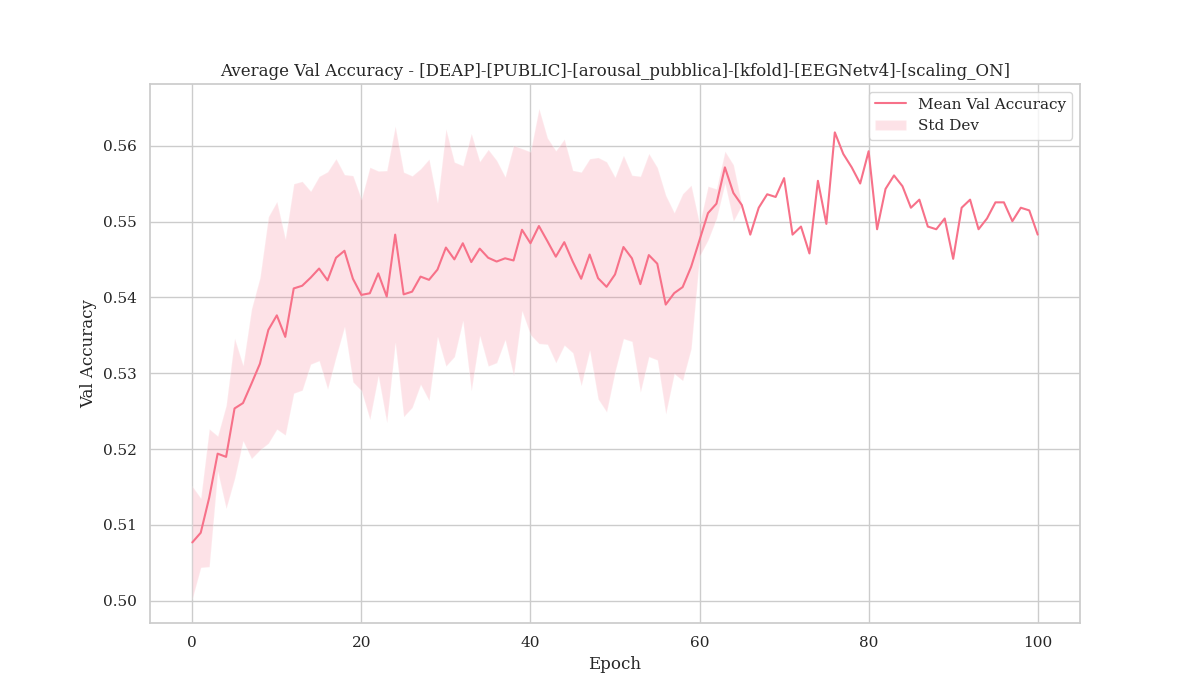 Average Val Accuracy - [DEAP]-[PUBLIC]-[arousal_pubblica]-[kfold]-[EEGNetv4]-[scaling_ON]
Mean Val Accuracy
Std Dev
0.56
0.55
0.54
0.53
0.52
0.51
0.50
Val Accuracy
0 20 40 60 80 100
Epoch